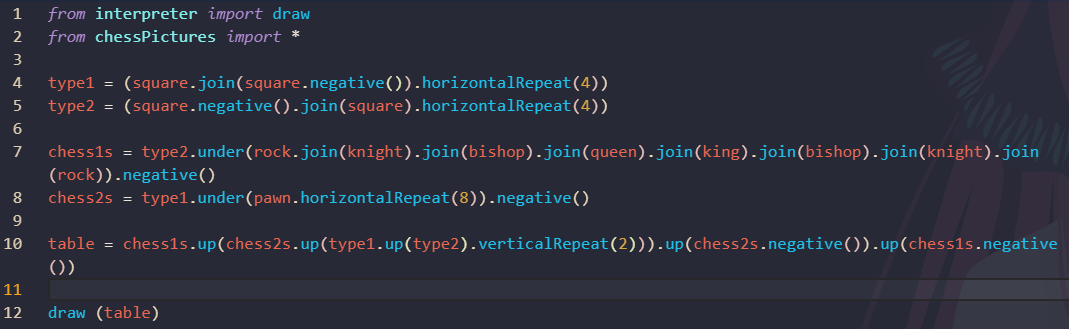 1 from interpreter import draw
2 from chessPictures import *
3
4 type1 = (square.join(square.negative()).horizontalRepeat(4))
5 type2 = (square.negative().join(square).horizontalRepeat(4))
6
7 chess1s = type2.under(rock.join(knight).join(bishop).join(queen).join(king).join(bishop).join(knight).join
(rock)).negative()
8 chess2s = type1.under(pawn.horizontalRepeat(8)).negative()
9
10 table = chess1s.up(chess2s.up(type1.up(type2).verticalRepeat(2))).up(chess2s.negative()).up(chess1s.negative
())
11
12 draw (table)